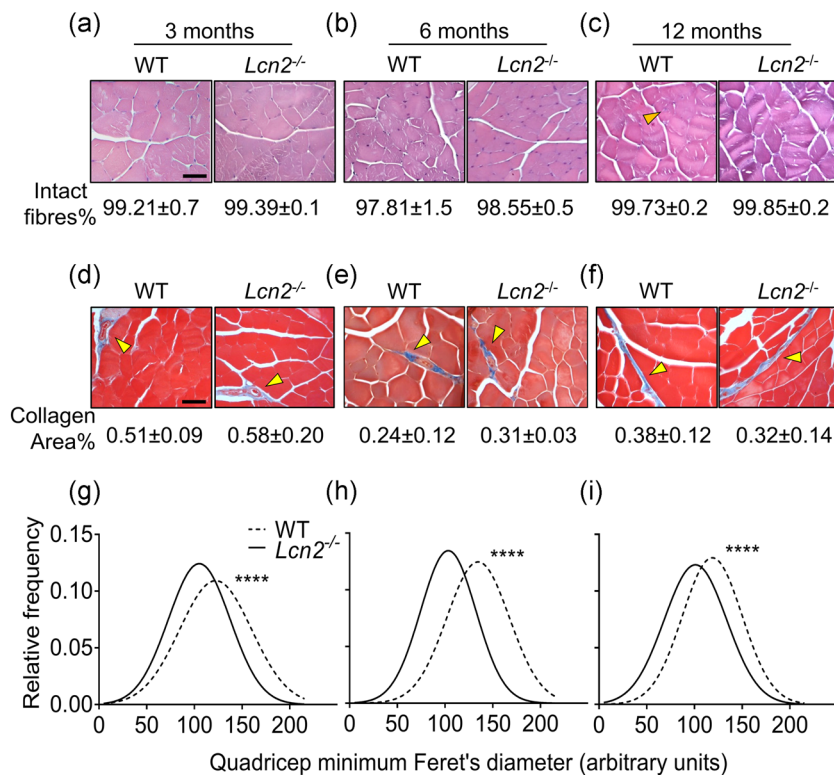 (a) 3 months (b) 6 months (c) 12 months
WT Lcn2-/- WT Lcn2-/- WT Lcn2-/-
Intact
fibres% 99.21±0.7 99.39±0.1 97.81±1.5 98.55±0.5 99.73±0.2 99.85±0.2
(d) WT Lcn2-/- (e) WT Lcn2-/- (f) WT Lcn2-/-
Collagen
Area% 0.51±0.09 0.58±0.20 0.24±0.12 0.31±0.03 0.38±0.12 0.32±0.14
(g) (h) (i)
0.15
WT
Lcn2-/-
**** **** ****
0.10
0.05
0.00
Relative frequency
0 50 100 150 200 0 50 100 150 200 0 50 100 150 200
Quadricep minimum Feret's diameter (arbitrary units)